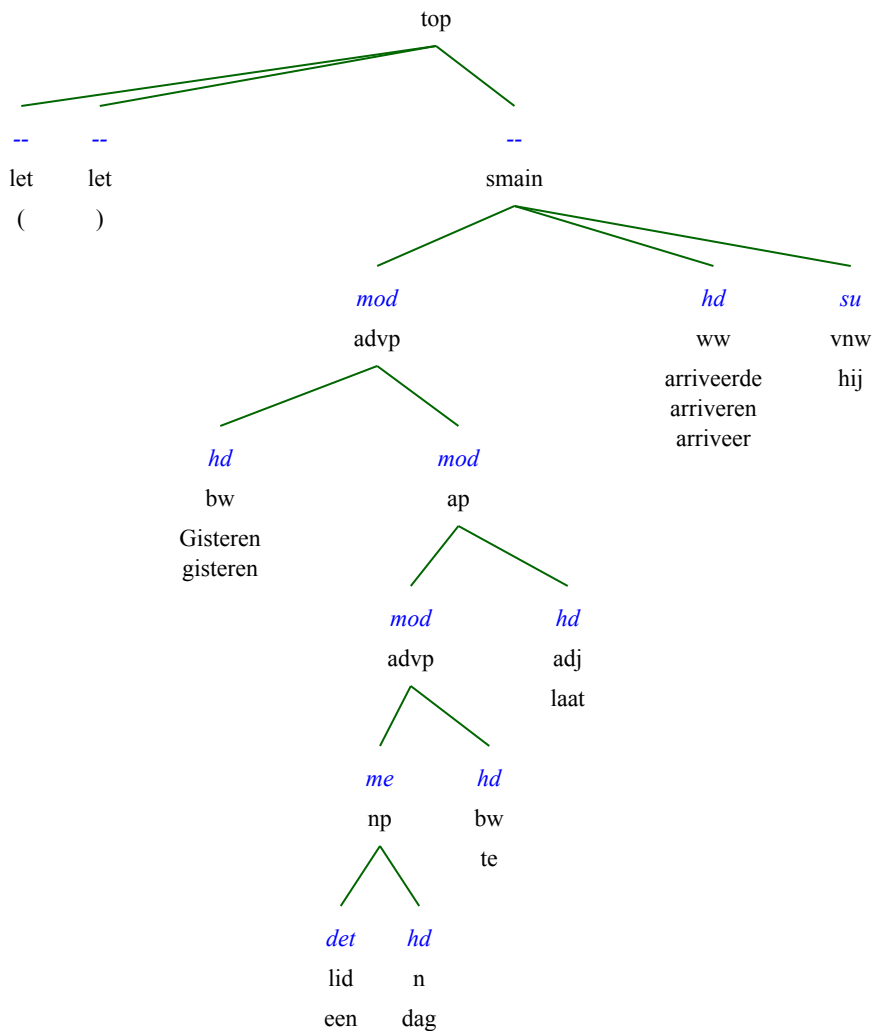 top
-- -- --
let let smain
( )
mod hd su
advp ww vnw
arriveerde hij
arriveren
arriveer
hd mod
bw ap
Gisteren
gisteren
mod hd
advp adj
laat
me hd
np bw
te
det hd
lid n
een dag